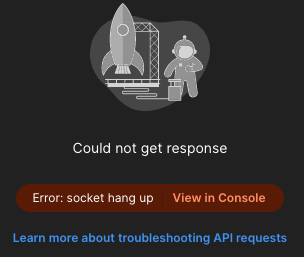 Could not get response
Error: socket hang up View in Console
Learn more about troubleshooting API requests